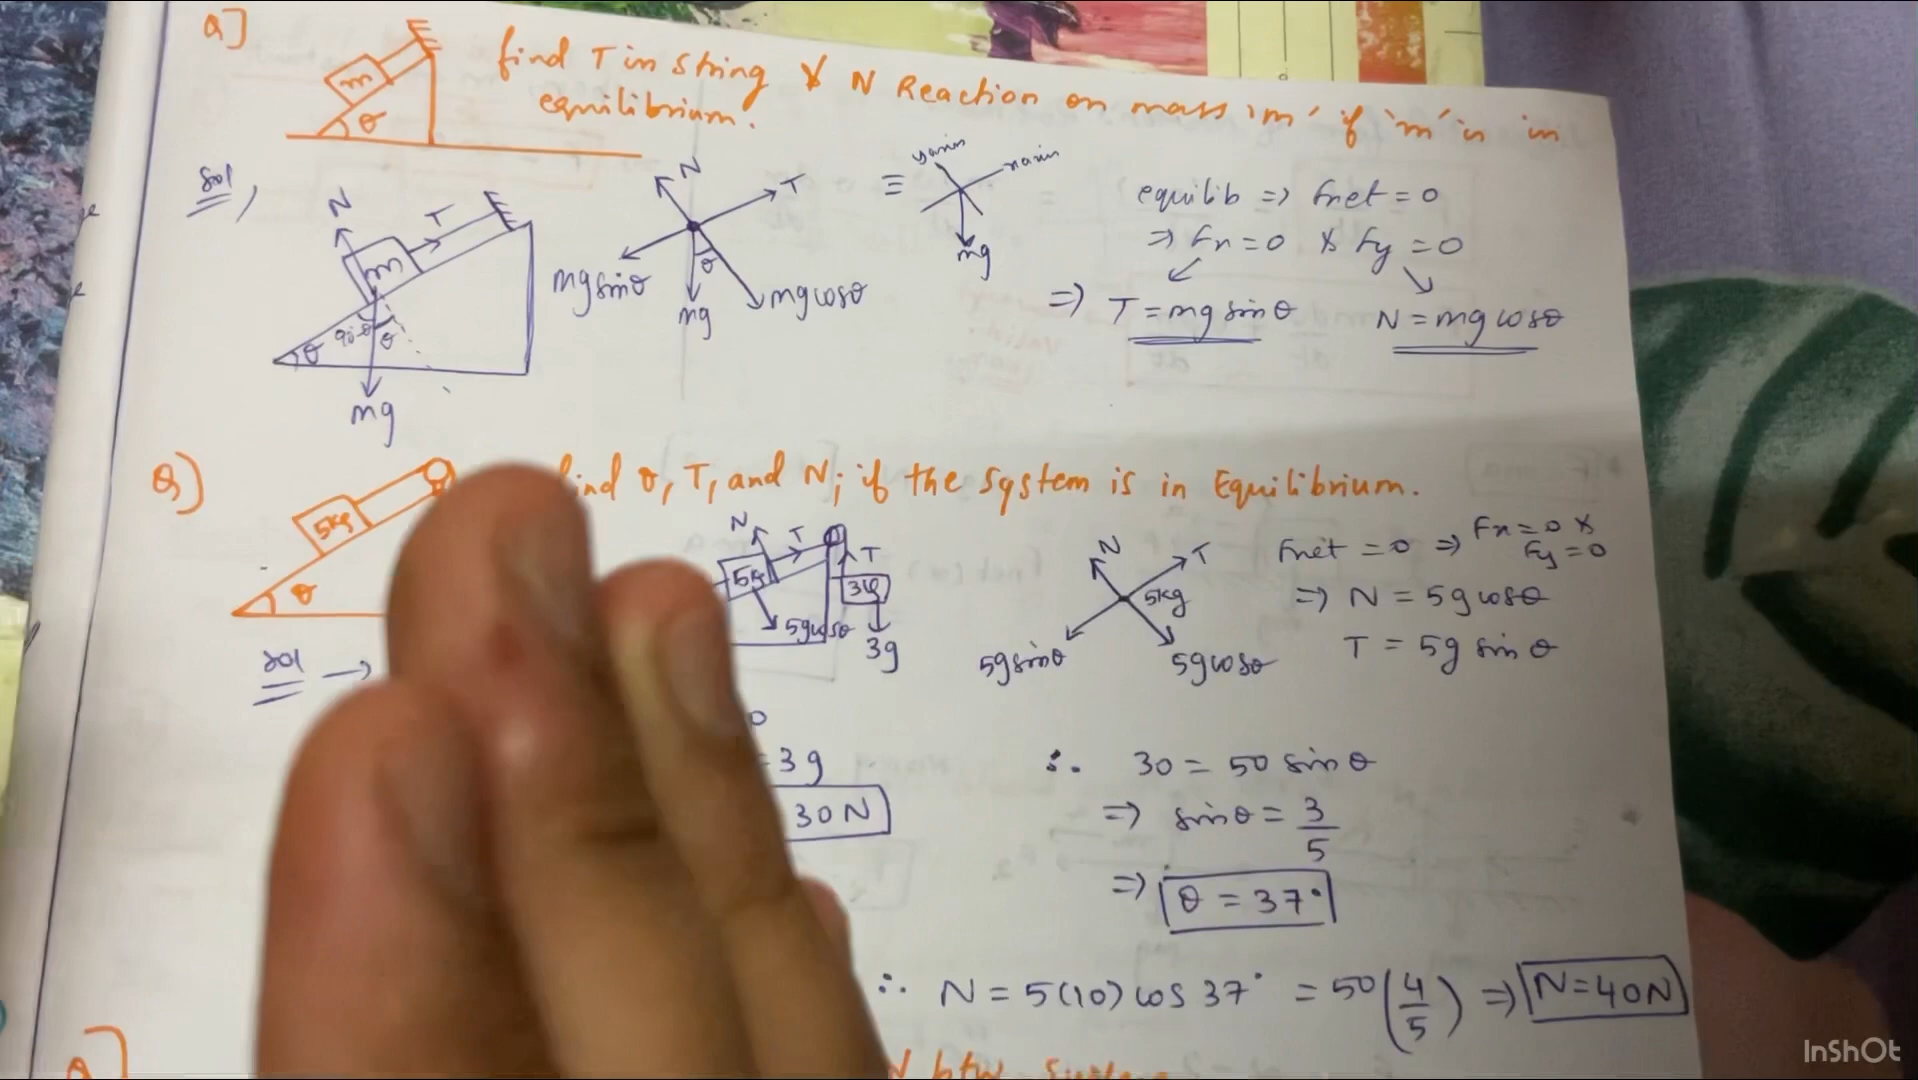 Q]
m
θ
find T in string & N Reaction on mass 'm' if 'm' is in
equilibrium.
Sol,
N
T
m
θ
90-θ
θ
mg
N
T
mg sinθ
θ
mg
mg cosθ
≡
y axis
x axis
mg
equilib => Fnet = 0
=> Fx = 0 & Fy = 0
=> T = mg sinθ
N = mg cosθ
Q)
5kg
θ
find θ, T, and N; if the system is in Equilibrium.
Sol →
N
T
5g
T
3g
5g cosθ
3g
N
T
5kg
5g sinθ
5g cosθ
Fnet = 0 => Fx = 0 &
Fy = 0
=> N = 5g cosθ
T = 5g sinθ
= 3g
30N
∴ 30 = 50 sinθ
=> sinθ = 3/5
=> θ = 37°
∴ N = 5(10) cos 37° = 50 (4/5) => N = 40N
Q]
N btw
InShOt